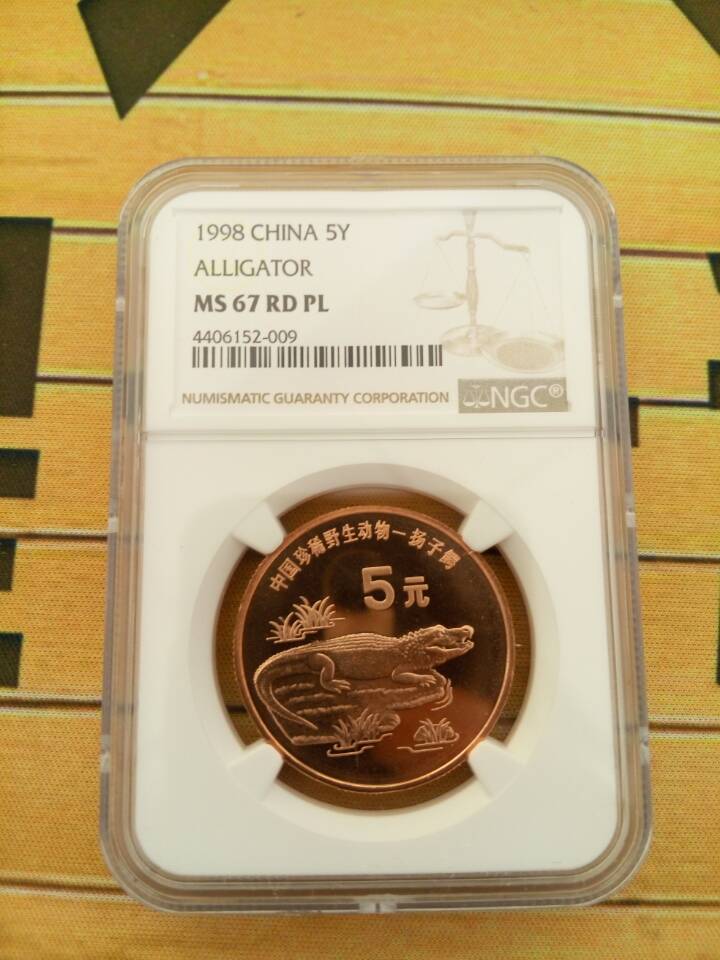 1998 CHINA 5Y
ALLIGATOR
MS 67 RD PL
4406152-009
NUMISMATIC GUARANTY CORPORATION
NGC®
中国珍稀野生动物一扬子鳄
5元